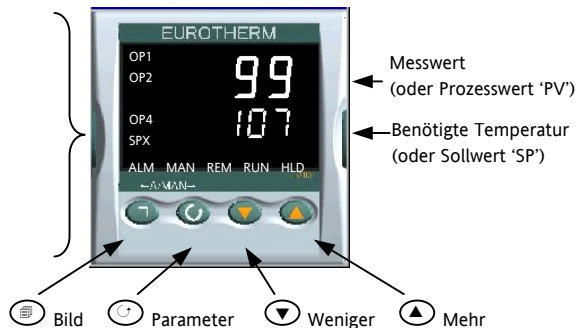 EUROTHERM
OP1
OP2
99
OP4
SPX
107
ALM MAN REM RUN HLD
A/MAN
Messwert
(oder Prozesswert ‘PV’)
Benötigte Temperatur
(oder Sollwert ‘SP’)
Bild
Parameter
Weniger
Mehr